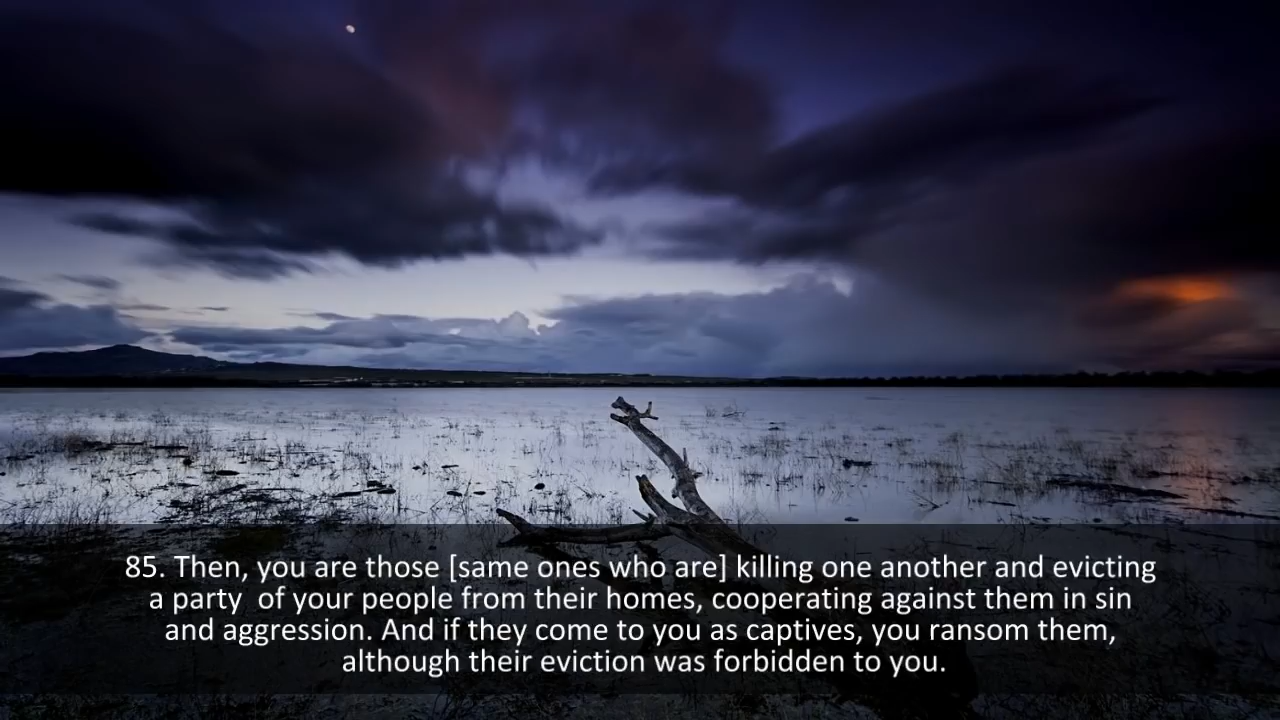 85. Then, you are those [same ones who are] killing one another and evicting
a party  of your people from their homes, cooperating against them in sin
and aggression. And if they come to you as captives, you ransom them,
although their eviction was forbidden to you.